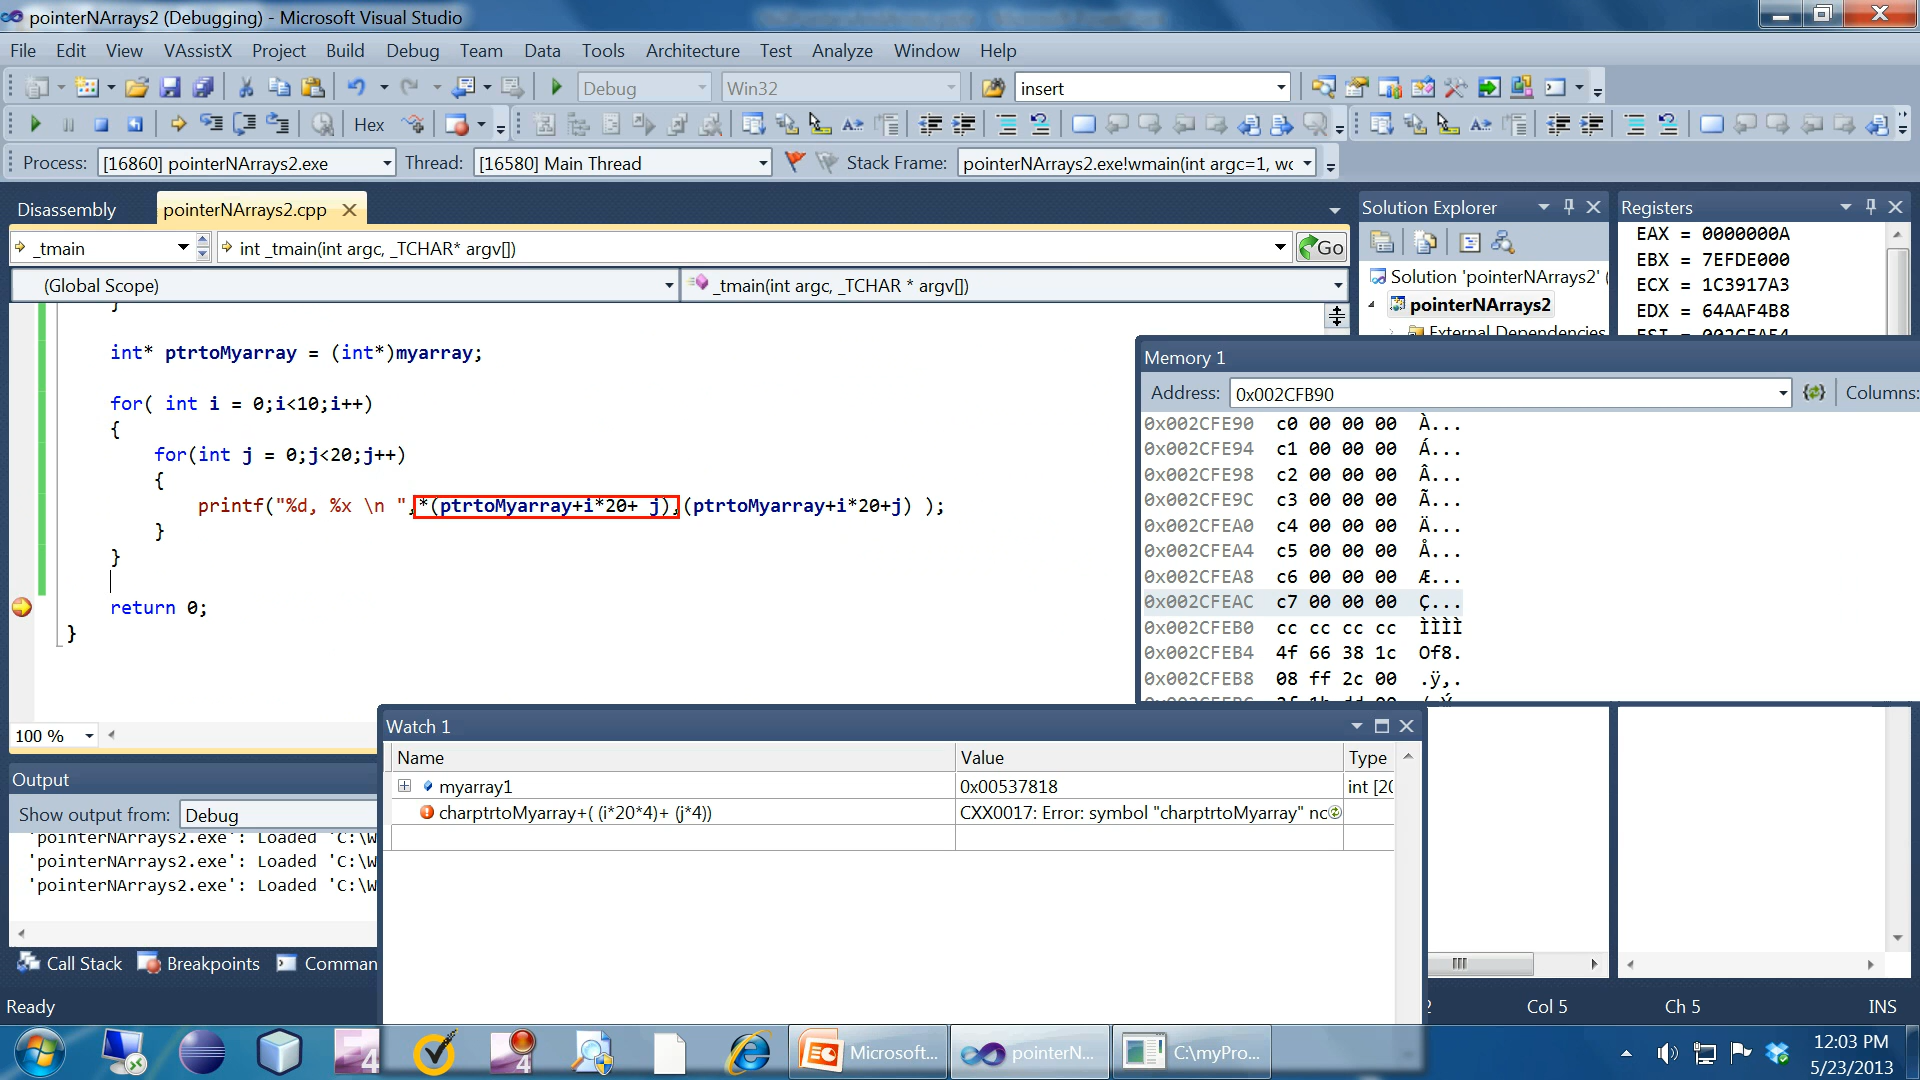 pointerNArrays2 (Debugging) - Microsoft Visual Studio
File Edit View VAssistX Project Build Debug Team Data Tools Architecture Test Analyze Window Help
Debug Win32 insert
Hex
Process: [16860] pointerNArrays2.exe Thread: [16580] Main Thread Stack Frame: pointerNArrays2.exe!wmain(int argc=1, wc
Disassembly pointerNArrays2.cpp
_tmain int _tmain(int argc, _TCHAR* argv[]) Go
(Global Scope) _tmain(int argc, _TCHAR * argv[])
}
int* ptrtoMyarray = (int*)myarray;
for( int i = 0;i<10;i++)
{
for(int j = 0;j<20;j++)
{
printf("%d, %x \n ",*(ptrtoMyarray+i*20+ j),(ptrtoMyarray+i*20+j) );
}
}
return 0;
}
100 %
Solution Explorer
Solution 'pointerNArrays2' (
pointerNArrays2
External Dependencies
Registers
EAX = 0000000A
EBX = 7EFDE000
ECX = 1C3917A3
EDX = 64AAF4B8
Memory 1
Address: 0x002CFB90 Columns:
0x002CFE90 c0 00 00 00 À...
0x002CFE94 c1 00 00 00 Á...
0x002CFE98 c2 00 00 00 Â...
0x002CFE9C c3 00 00 00 Ã...
0x002CFEA0 c4 00 00 00 Ä...
0x002CFEA4 c5 00 00 00 Å...
0x002CFEA8 c6 00 00 00 Æ...
0x002CFEAC c7 00 00 00 Ç...
0x002CFEB0 cc cc cc cc ÌÌÌÌ
0x002CFEB4 4f 66 38 1c Of8.
0x002CFEB8 08 ff 2c 00 .ÿ,.
Watch 1
Name Value Type
myarray1 0x00537818 int [20
charptrtoMyarray+( (i*20*4)+ (j*4)) CXX0017: Error: symbol "charptrtoMyarray" nc
Output
Show output from: Debug
'pointerNArrays2.exe': Loaded 'C:\W
'pointerNArrays2.exe': Loaded 'C:\W
'pointerNArrays2.exe': Loaded 'C:\W
Call Stack Breakpoints Comman
Ready Col 5 Ch 5 INS
Microsoft... pointerN... C:\myPro...
12:03 PM
5/23/2013